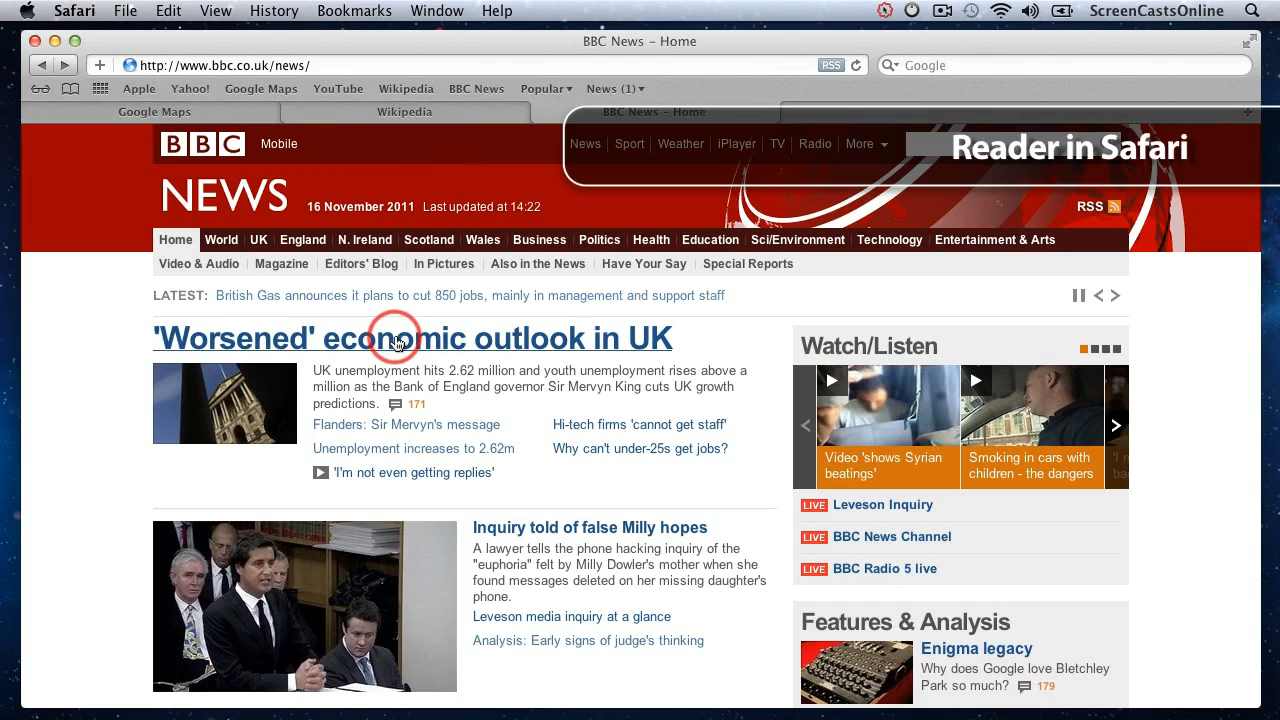 Safari File Edit View History Bookmarks Window Help ScreenCastsOnline
BBC News – Home
http://www.bbc.co.uk/news/ RSS Google
Apple Yahoo! Google Maps YouTube Wikipedia BBC News Popular News (1)
Google Maps Wikipedia BBC News – Home
BBC Mobile News Sport Weather iPlayer TV Radio More
Reader in Safari
NEWS 16 November 2011 Last updated at 14:22 RSS
Home World UK England N. Ireland Scotland Wales Business Politics Health Education Sci/Environment Technology Entertainment & Arts
Video & Audio Magazine Editors' Blog In Pictures Also in the News Have Your Say Special Reports
LATEST: British Gas announces it plans to cut 850 jobs, mainly in management and support staff
'Worsened' economic outlook in UK
UK unemployment hits 2.62 million and youth unemployment rises above a
million as the Bank of England governor Sir Mervyn King cuts UK growth
predictions. 171
Flanders: Sir Mervyn's message Hi-tech firms 'cannot get staff'
Unemployment increases to 2.62m Why can't under-25s get jobs?
'I'm not even getting replies'
Inquiry told of false Milly hopes
A lawyer tells the phone hacking inquiry of the
"euphoria" felt by Milly Dowler's mother when she
found messages deleted on her missing daughter's
phone.
Leveson media inquiry at a glance
Analysis: Early signs of judge's thinking
Watch/Listen
Video 'shows Syrian
beatings'
Smoking in cars with
children - the dangers
LIVE Leveson Inquiry
LIVE BBC News Channel
LIVE BBC Radio 5 live
Features & Analysis
Enigma legacy
Why does Google love Bletchley
Park so much? 179